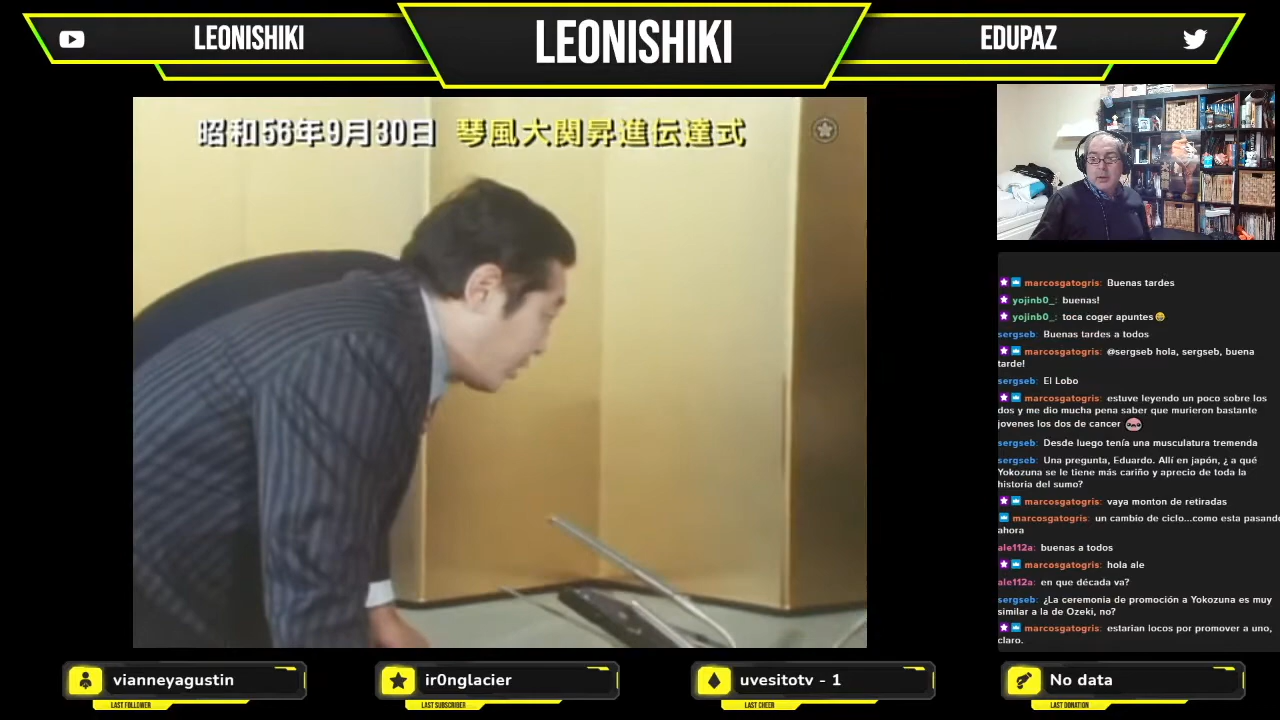 LEONISHIKI
LEONISHIKI
EDUPAZ
昭和56年9月30日 琴風大関昇進伝達式
marcosgatogris: Buenas tardes
yojinb0_: buenas!
yojinb0_: toca coger apuntes😄
sergseb: Buenas tardes a todos
marcosgatogris: @sergseb hola, sergseb, buena
tarde!
sergseb: El Lobo
marcosgatogris: estuve leyendo un poco sobre los
dos y me dio mucha pena saber que murieron bastante
jovenes los dos de cancer
sergseb: Desde luego tenía una musculatura tremenda
sergseb: Una pregunta, Eduardo. Allí en japón, ¿ a qué
Yokozuna se le tiene más cariño y aprecio de toda la
historia del sumo?
marcosgatogris: vaya monton de retiradas
marcosgatogris: un cambio de ciclo...como esta pasando
ahora
ale112a: buenas a todos
marcosgatogris: hola ale
ale112a: en que década va?
sergseb: ¿La ceremonia de promoción a Yokozuna es muy
similar a la de Ozeki, no?
marcosgatogris: estarian locos por promover a uno,
claro.
vianneyagustin
LAST FOLLOWER
ir0nglacier
LAST SUBSCRIBER
uvesitotv - 1
LAST CHEER
No data
LAST DONATION